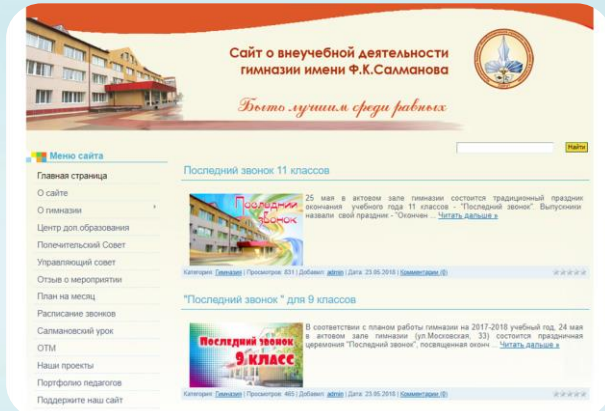 Сайт о внеучебной деятельности
гимназии имени Ф.К.Салманова
Быть лучшим среди равных
Найти
Меню сайта
Главная страница
О сайте
О гимназии
Центр доп.образования
Попечительский Совет
Управляющий совет
Отзыв о мероприятии
План на месяц
Расписание звонков
Салмановский урок
ОТМ
Наши проекты
Портфолио педагогов
Поддержите наш сайт
Последний звонок 11 классов
Последний
звонок
25 мая в актовом зале гимназии состоится традиционный праздник
окончания учебного года 11 классов - "Последний звонок". Выпускники
назвали свой праздник - "Окончен ... Читать дальше »
Категория: Гимназия | Просмотров: 831 | Добавил: admin | Дата: 23.05.2018 | Комментарии (0)
"Последний звонок " для 9 классов
Последний звонок
9 класс
В соответствии с планом работы гимназии на 2017-2018 учебный год, 24 мая
в актовом зале гимназии (ул.Московская, 33) состоится праздничная
церемония "Последний звонок", посвященная оконч ... Читать дальше »
Категория: Гимназия | Просмотров: 465 | Добавил: admin | Дата: 23.05.2018 | Комментарии (0)